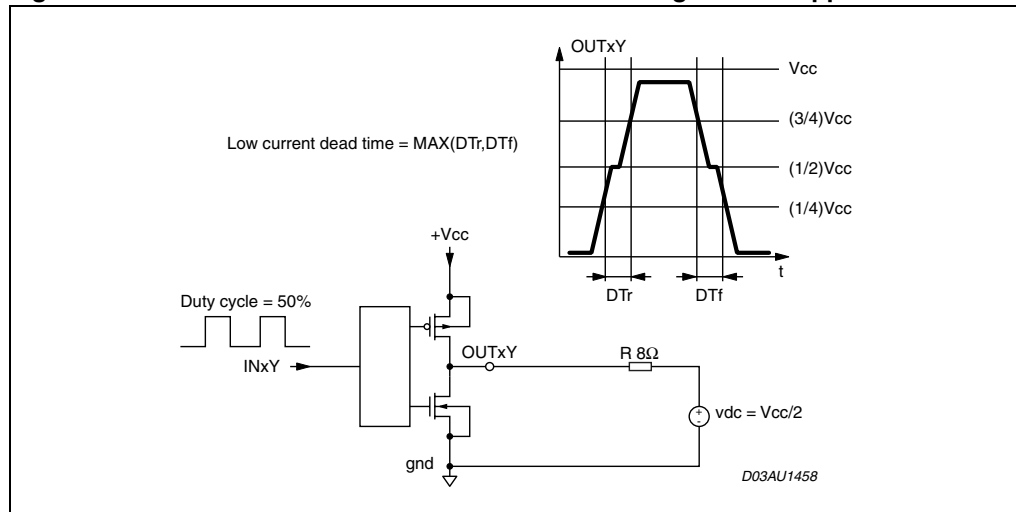 OUTxY
Vcc
(3/4)Vcc
Low current dead time = MAX(DTr,DTf)
(1/2)Vcc
(1/4)Vcc
+Vcc
t
DTr
DTf
Duty cycle = 50%
OUTxY
R 8Ω
INxY
vdc = Vcc/2
+
-
gnd
D03AU1458